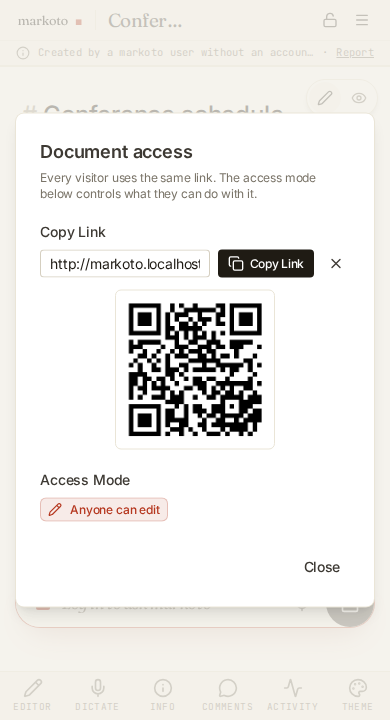 markoto
Confer...
Created by a markoto user without an accoun… · Report
# Conference schedule
Document access
Every visitor uses the same link. The access mode
below controls what they can do with it.
Copy Link
http://markoto.localhost
Copy Link
Access Mode
Anyone can edit
Close
EDITOR
DICTATE
INFO
COMMENTS
ACTIVITY
THEME